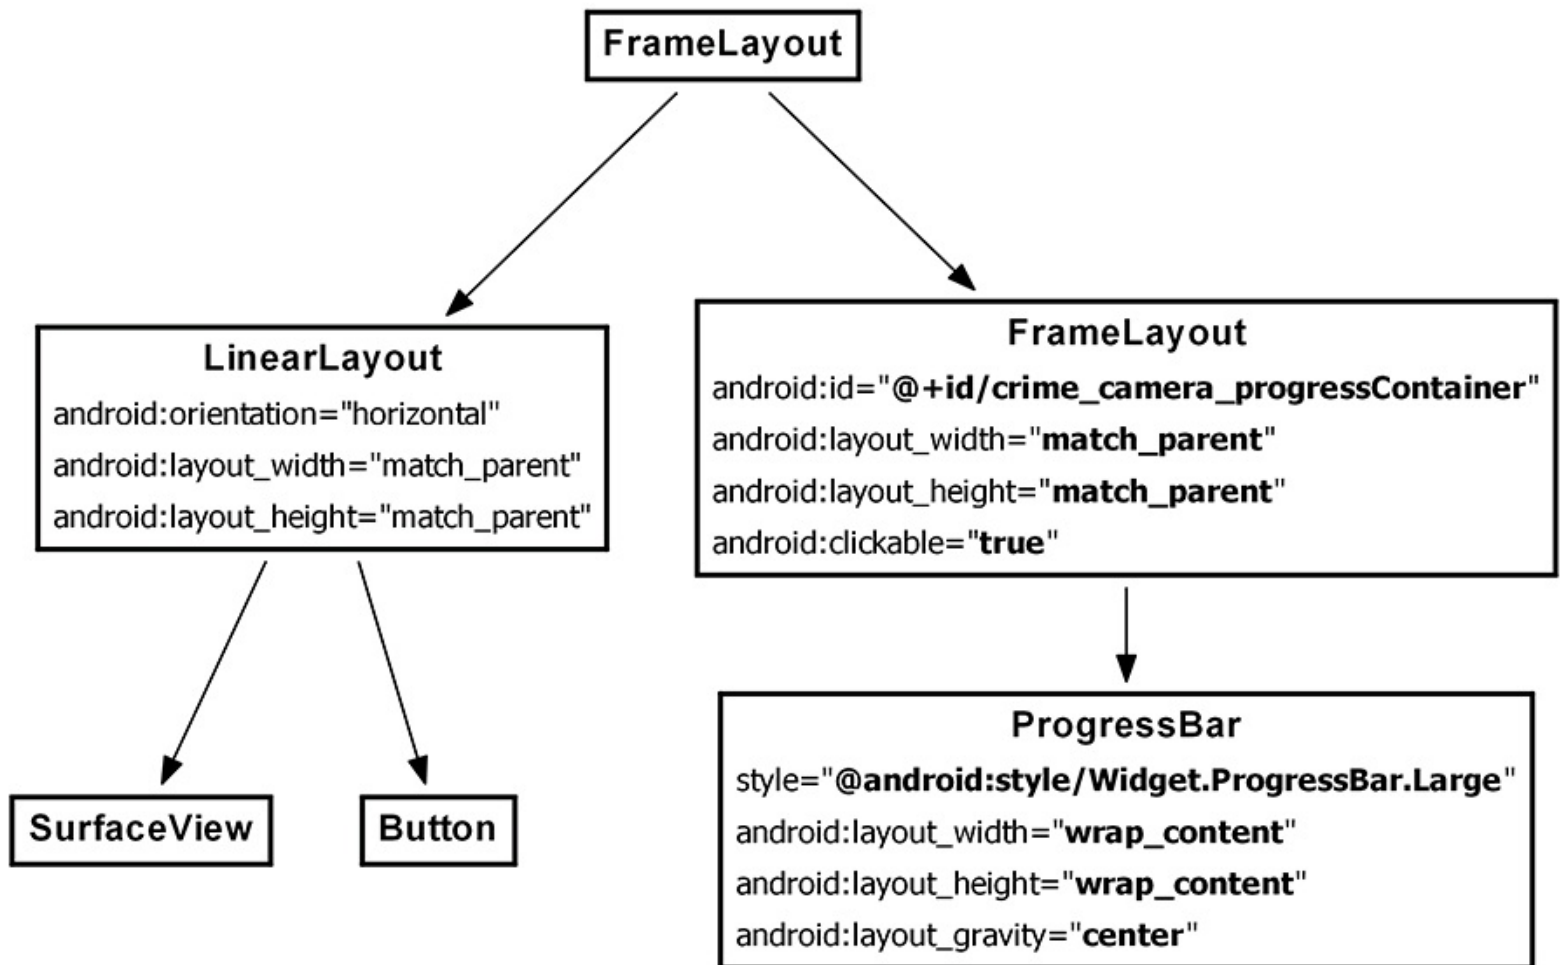 FrameLayout
LinearLayout
android:orientation="horizontal"
android:layout_width="match_parent"
android:layout_height="match_parent"
FrameLayout
android:id="@+id/crime_camera_progressContainer"
android:layout_width="match_parent"
android:layout_height="match_parent"
android:clickable="true"
SurfaceView
Button
ProgressBar
style="@android:style/Widget.ProgressBar.Large"
android:layout_width="wrap_content"
android:layout_height="wrap_content"
android:layout_gravity="center"